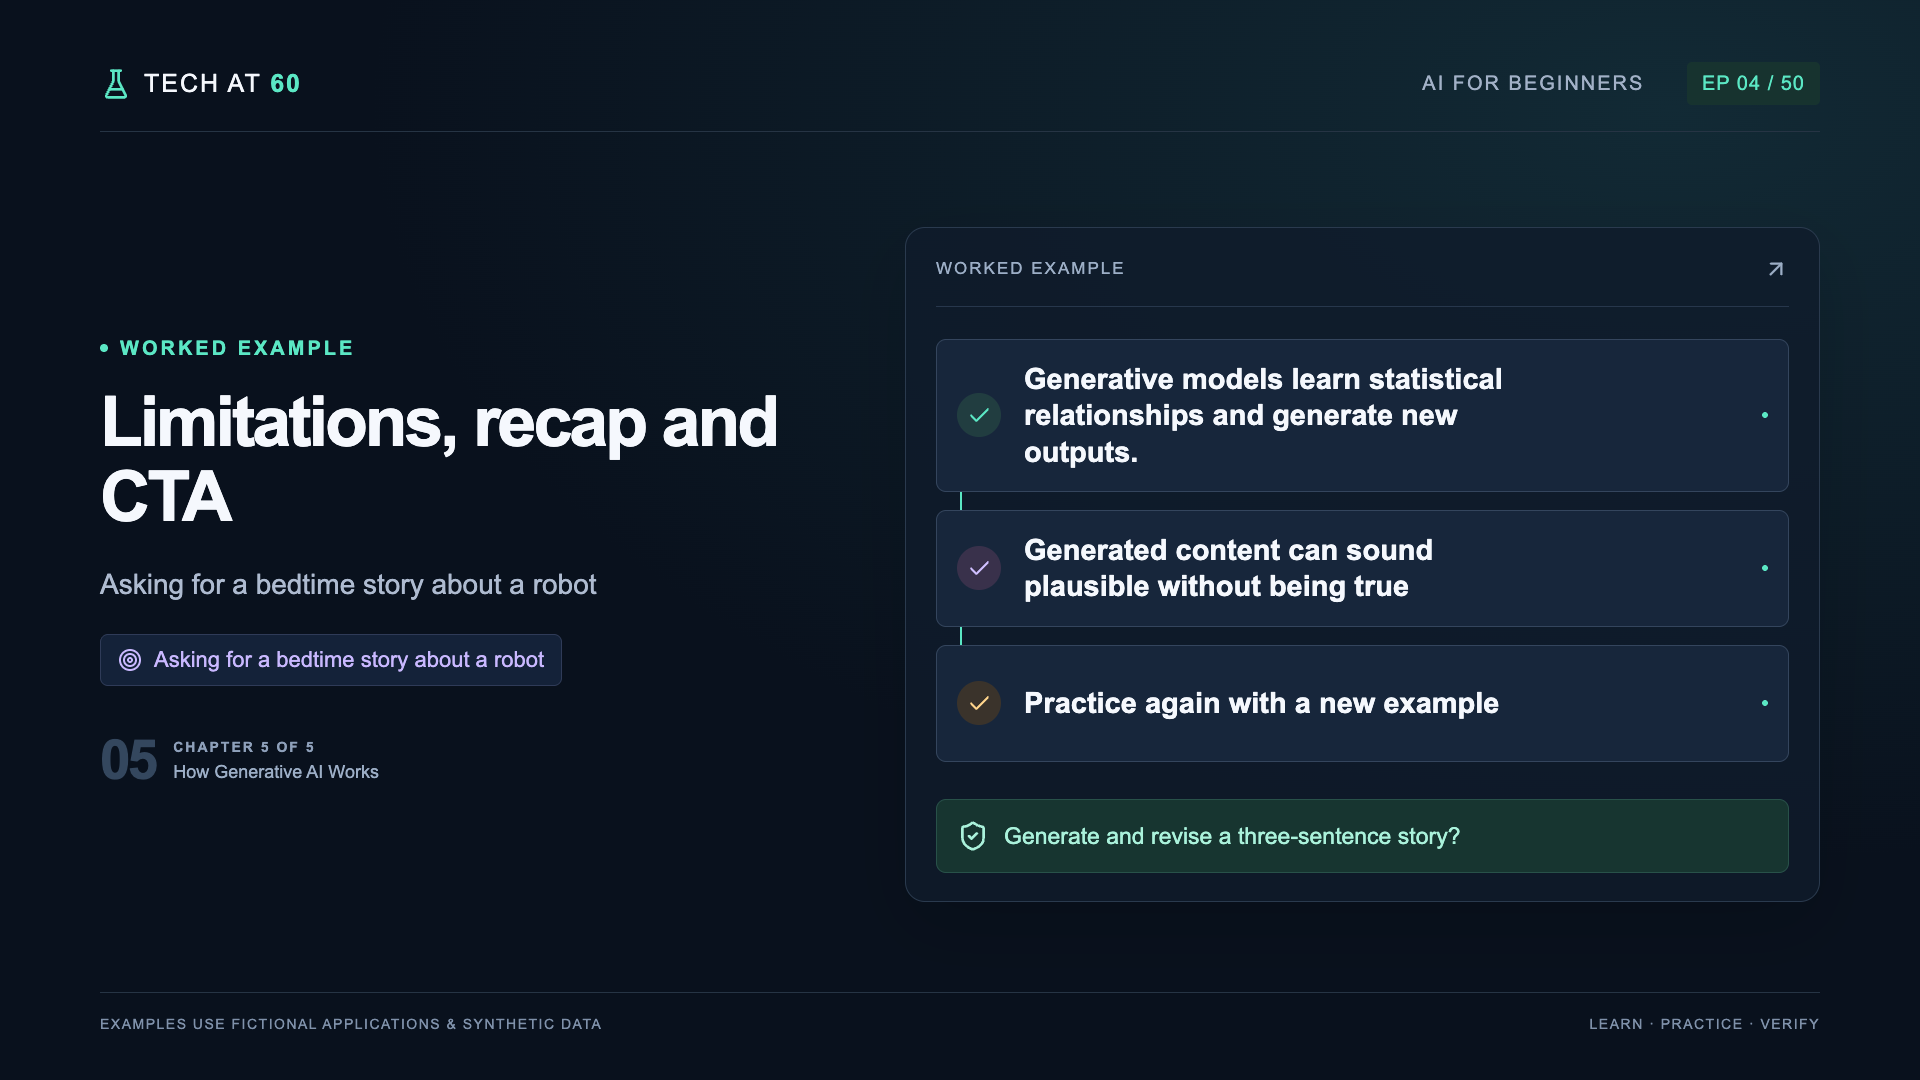 TECH AT 60
AI FOR BEGINNERS
EP 04 / 50
• WORKED EXAMPLE
Limitations, recap and
CTA
Asking for a bedtime story about a robot
Asking for a bedtime story about a robot
05
CHAPTER 5 OF 5
How Generative AI Works
WORKED EXAMPLE
Generative models learn statistical
relationships and generate new
outputs.
Generated content can sound
plausible without being true
Practice again with a new example
Generate and revise a three-sentence story?
EXAMPLES USE FICTIONAL APPLICATIONS & SYNTHETIC DATA
LEARN · PRACTICE · VERIFY